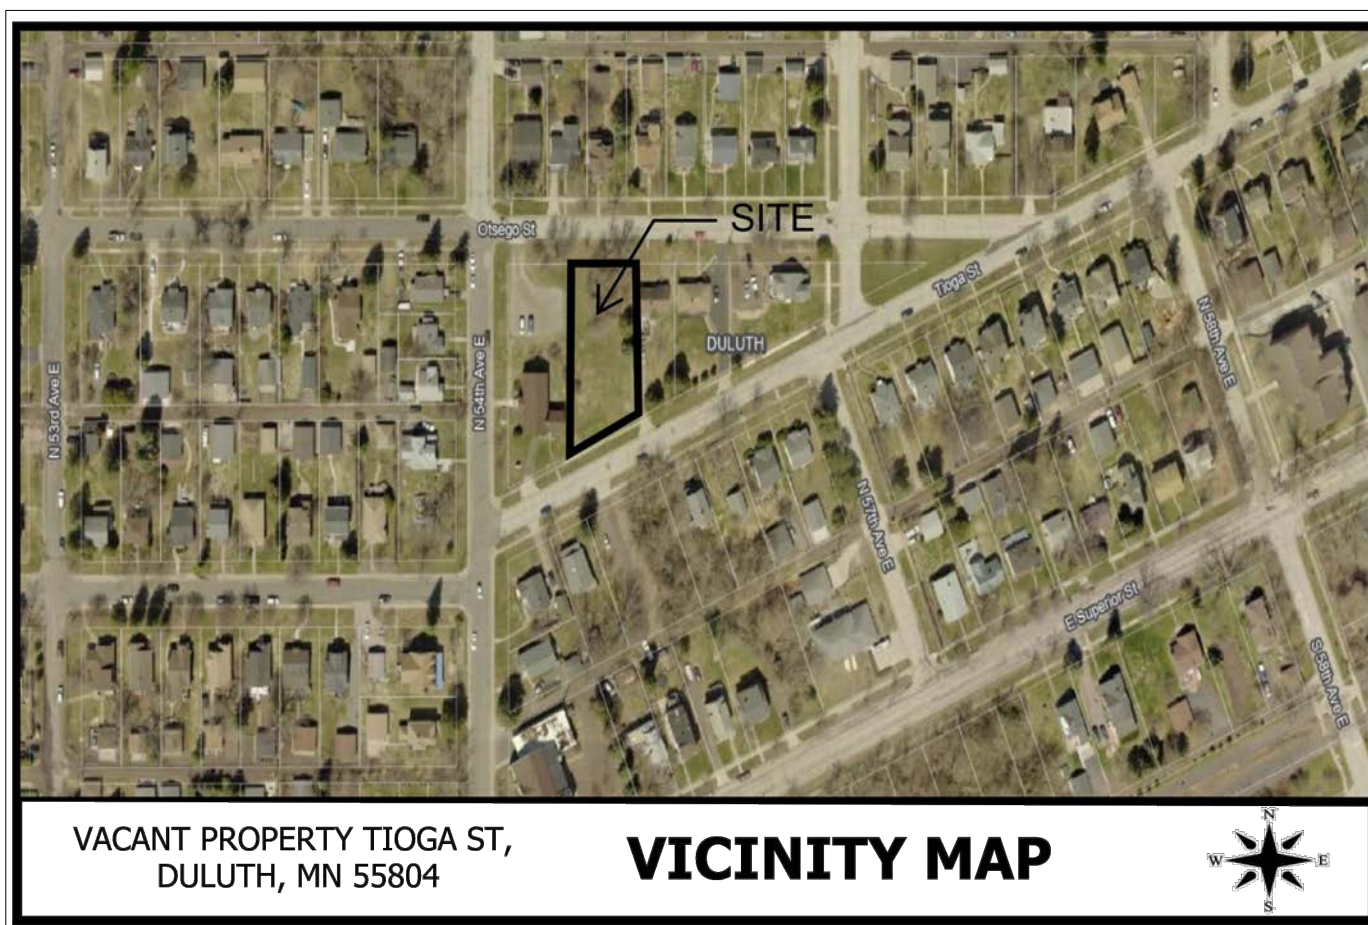 SITE
Otsego St
Tioga St
DULUTH
N 53rd Ave E
N 54th Ave E
N 58th Ave E
N 57th Ave E
E Superior St
S 58th Ave E
VACANT PROPERTY TIOGA ST,
DULUTH, MN 55804
VICINITY MAP
N
W
E
S